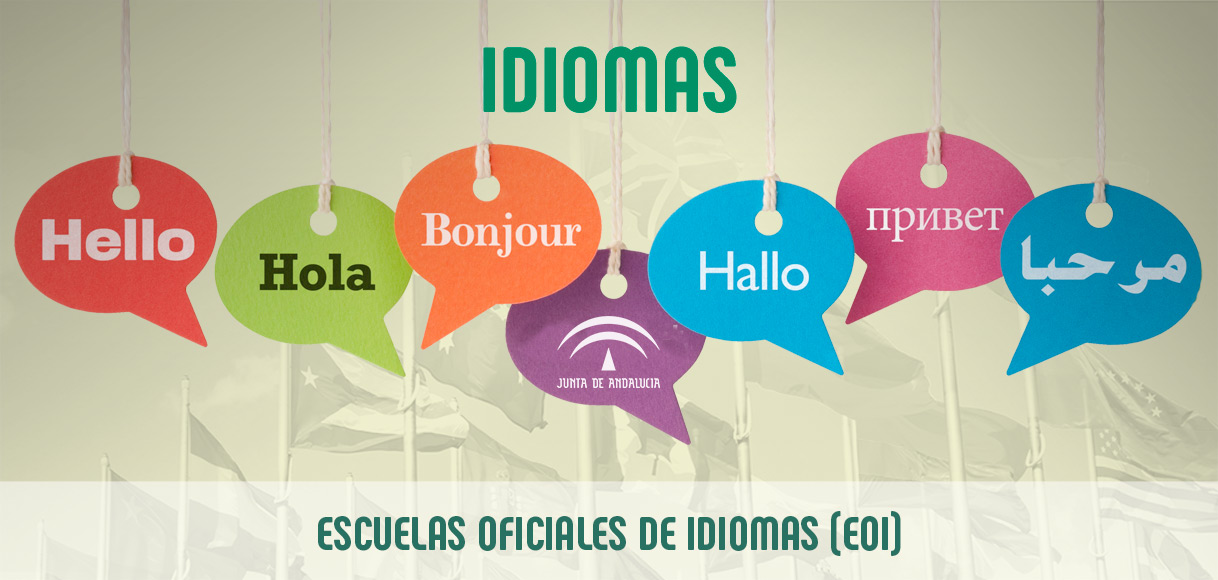 IDIOMAS
Hello
Hola
Bonjour
JUNTA DE ANDALUCIA
Hallo
привет
مرحبا
ESCUELAS OFICIALES DE IDIOMAS (EOI)